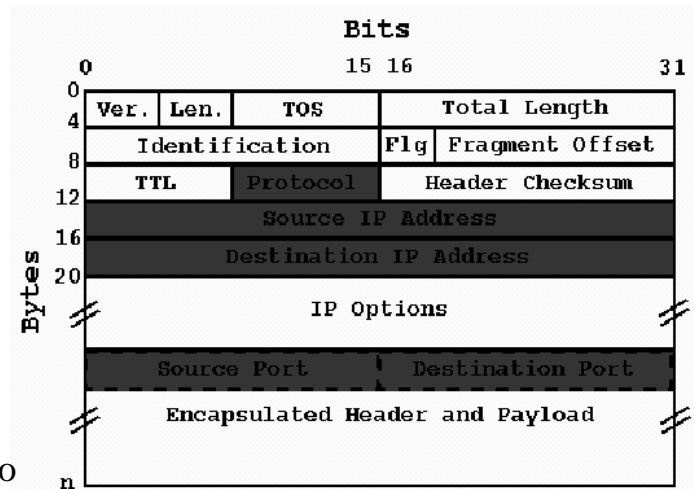 Bits
0 15 16 31
0
Ver. Len. TOS Total Length
4
Identification Flg Fragment Offset
8
TTL Protocol Header Checksum
12
Source IP Address
16
Destination IP Address
20
Bytes
IP Options
Source Port Destination Port
Encapsulated Header and Payload
o
n